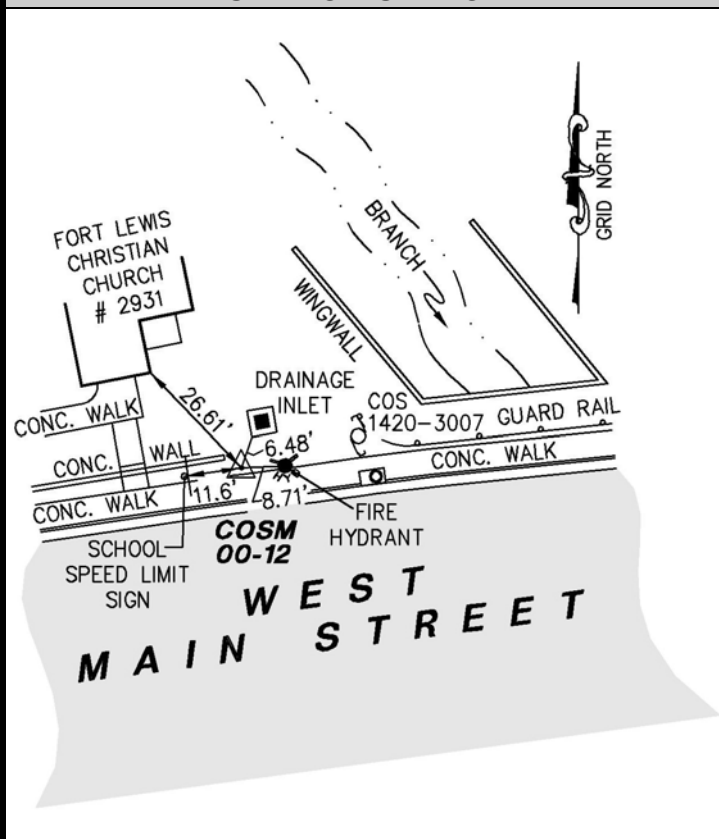 GRID NORTH
FORT LEWIS
CHRISTIAN
CHURCH
# 2931
BRANCH
WINGWALL
26.61'
DRAINAGE
INLET
COS
11420-3007
GUARD RAIL
CONC. WALK
6.48'
CONC. WALL
CONC. WALK
11.6'
8.71'
CONC. WALK
COSM
00-12
FIRE
HYDRANT
SCHOOL
SPEED LIMIT
SIGN
WEST
MAIN STREET